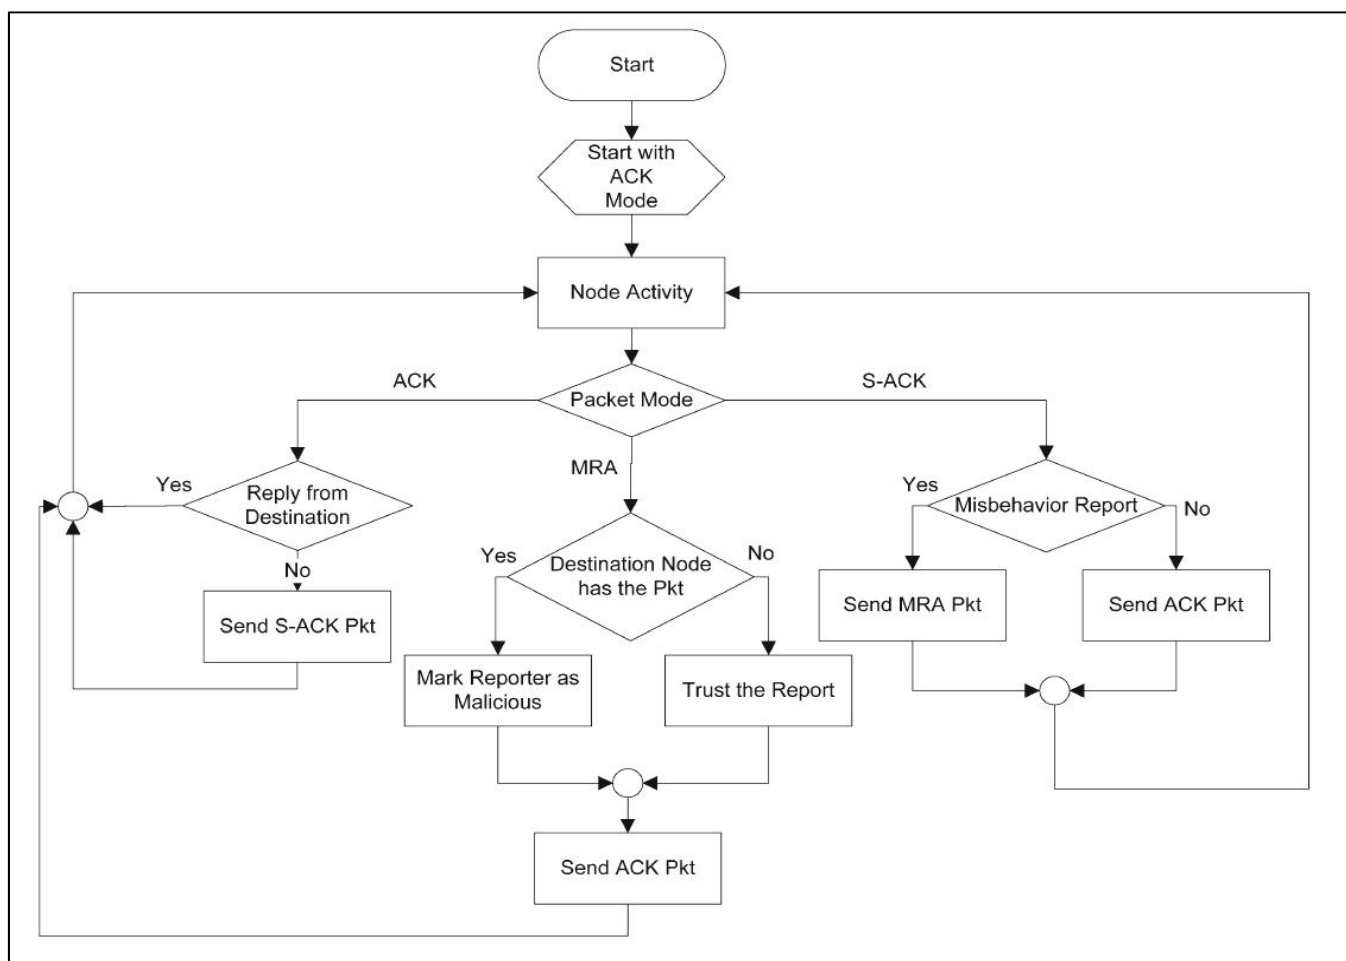 Start
Start with
ACK
Mode
Node Activity
ACK
S-ACK
Packet Mode
MRA
Yes
Reply from
Destination
No
Send S-ACK Pkt
Yes
No
Destination Node
has the Pkt
Mark Reporter as
Malicious
Trust the Report
Send ACK Pkt
Yes
Misbehavior Report
No
Send MRA Pkt
Send ACK Pkt